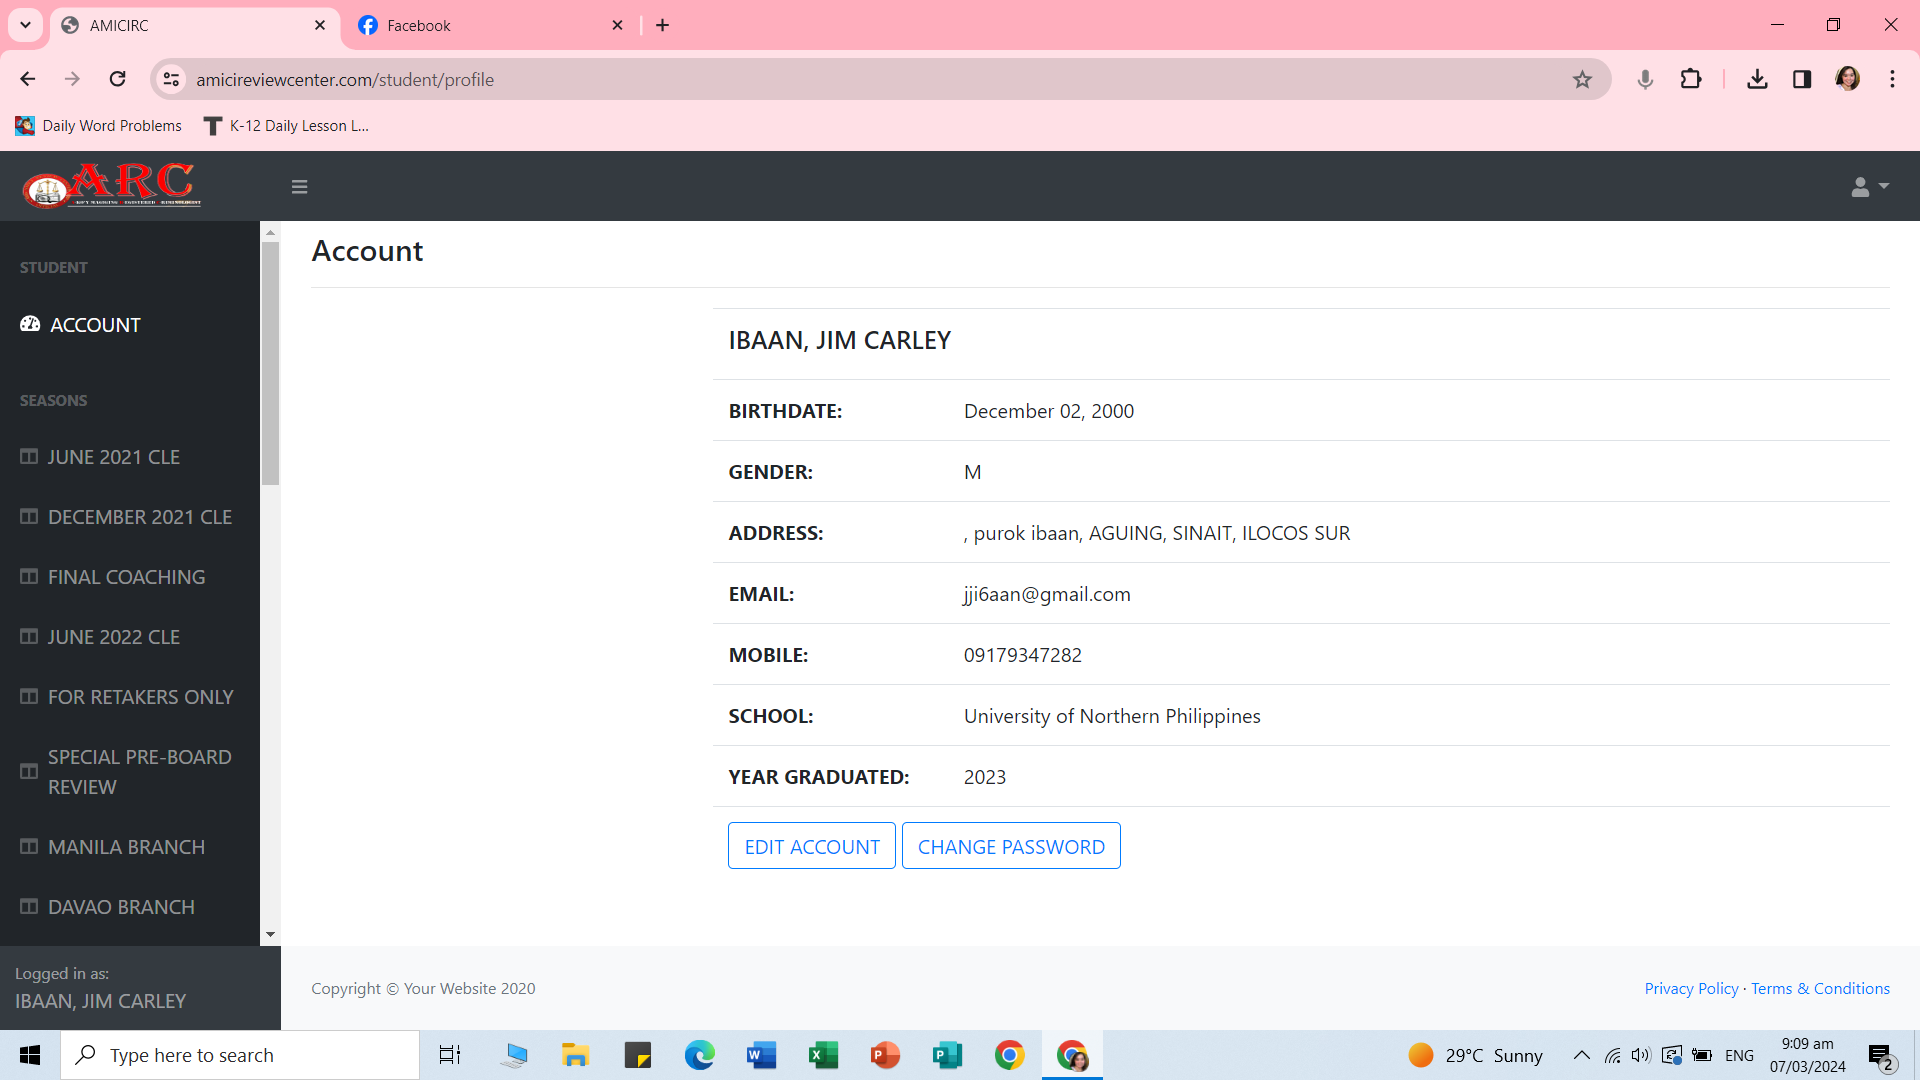 AMICIRC
Facebook
amicireviewcenter.com/student/profile
Daily Word Problems
K-12 Daily Lesson L...
ARC
STUDENT
ACCOUNT
SEASONS
JUNE 2021 CLE
DECEMBER 2021 CLE
FINAL COACHING
JUNE 2022 CLE
FOR RETAKERS ONLY
SPECIAL PRE-BOARD
REVIEW
MANILA BRANCH
DAVAO BRANCH
Logged in as:
IBAAN, JIM CARLEY
Account
IBAAN, JIM CARLEY
BIRTHDATE: December 02, 2000
GENDER: M
ADDRESS: , purok ibaan, AGUING, SINAIT, ILOCOS SUR
EMAIL: jji6aan@gmail.com
MOBILE: 09179347282
SCHOOL: University of Northern Philippines
YEAR GRADUATED: 2023
EDIT ACCOUNT CHANGE PASSWORD
Copyright © Your Website 2020
Privacy Policy · Terms & Conditions
Type here to search
29°C Sunny
ENG
9:09 am
07/03/2024
2